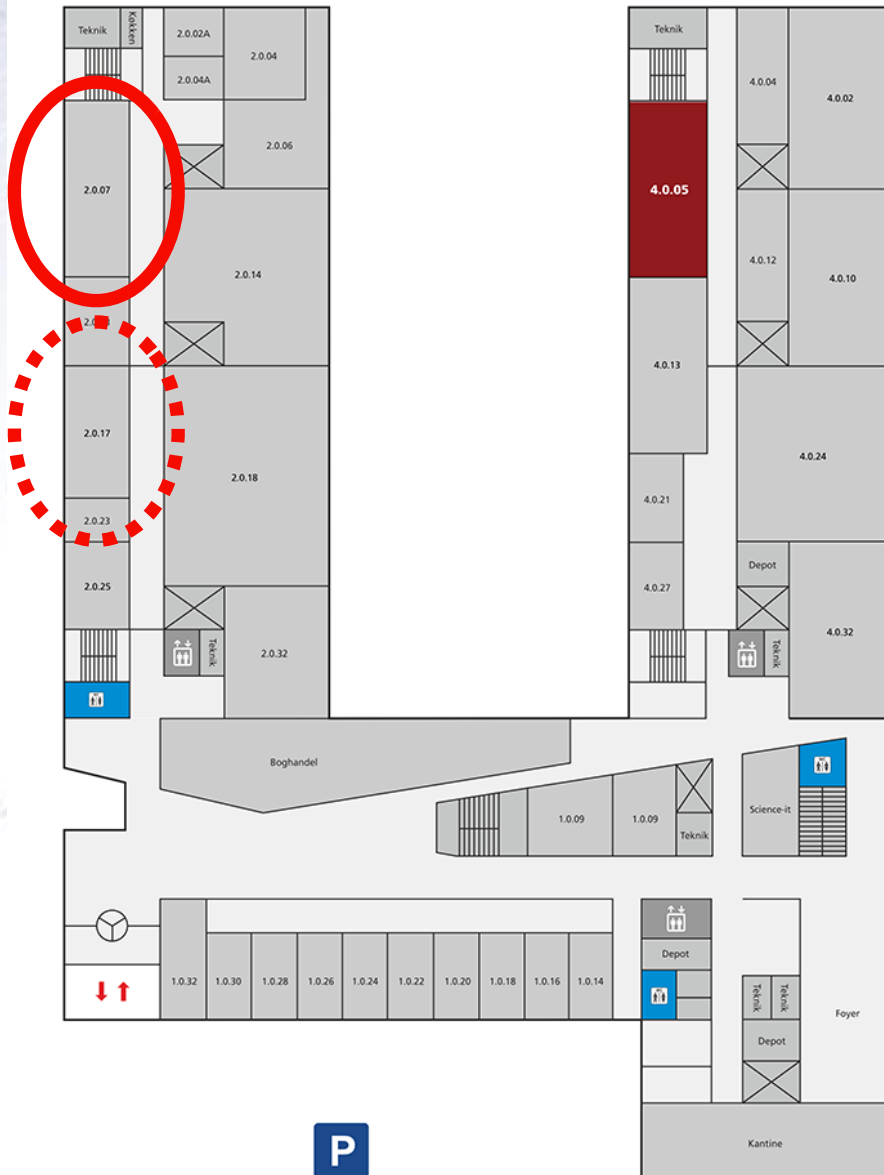 Teknik
Køkken
2.0.02A
2.0.04
2.0.04A
2.0.06
2.0.07
2.0.14
2.0.17
2.0.18
2.0.23
2.0.25
Teknik
2.0.32
Teknik
4.0.04
4.0.02
4.0.05
4.0.12
4.0.10
4.0.13
4.0.24
4.0.21
Depot
4.0.27
4.0.32
Teknik
Boghandel
1.0.09
1.0.09
Teknik
Science-it
1.0.32
1.0.30
1.0.28
1.0.26
1.0.24
1.0.22
1.0.20
1.0.18
1.0.16
1.0.14
Depot
Teknik
Teknik
Foyer
Depot
Kantine
P